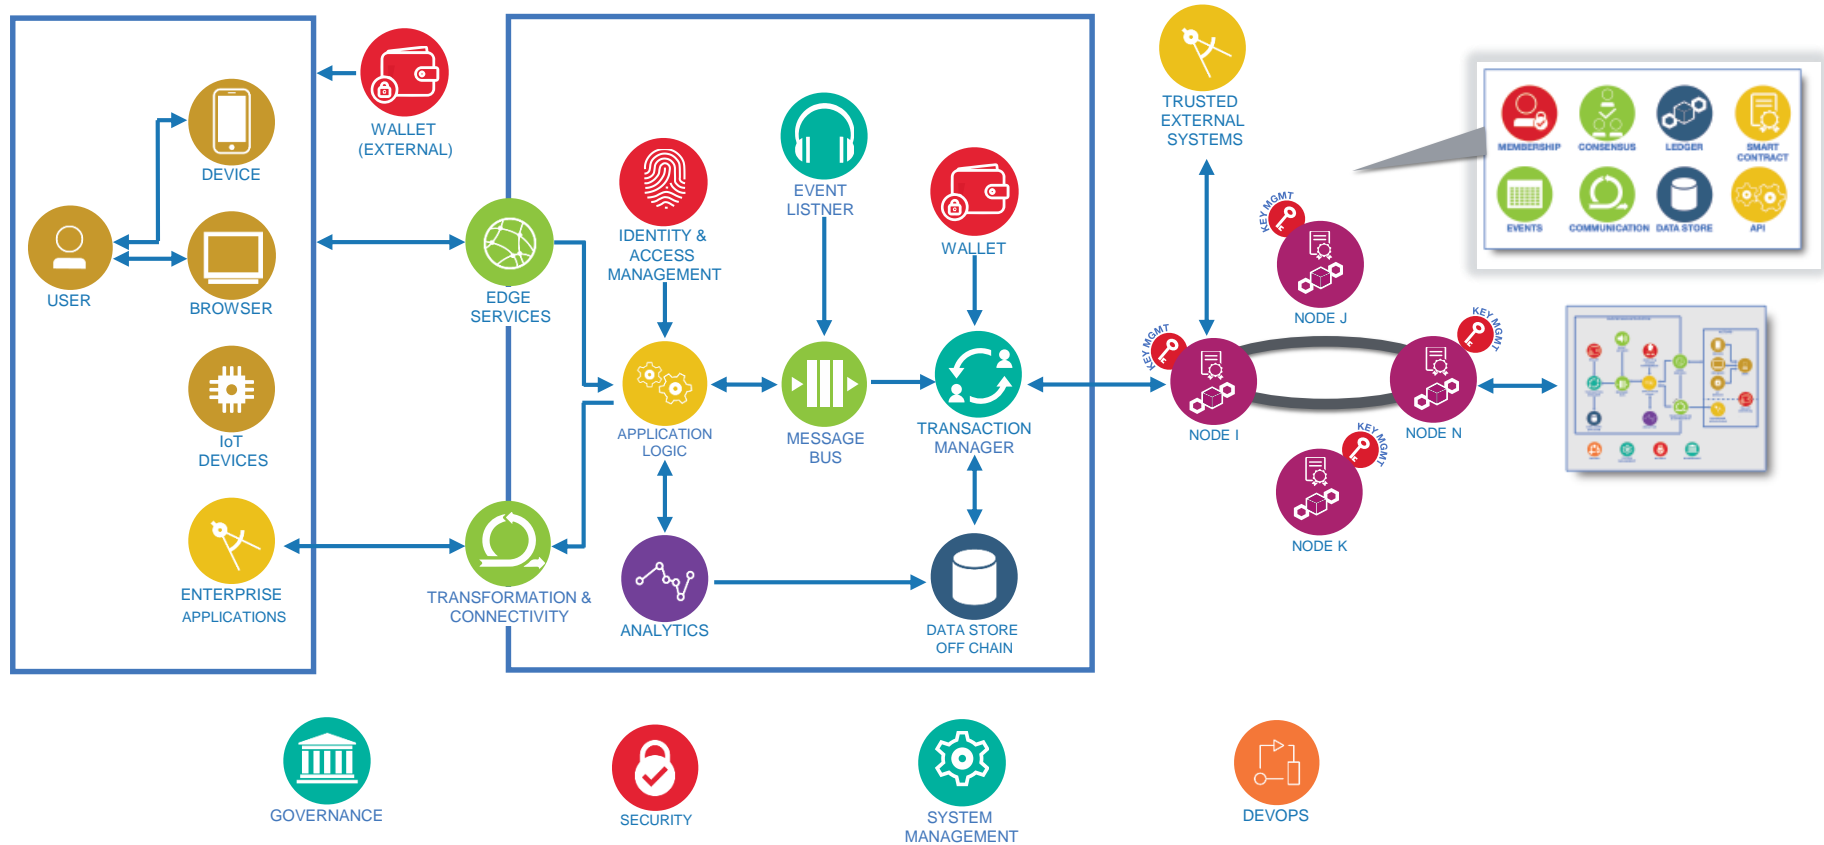 DEVICE
USER
BROWSER
IoT
DEVICES
ENTERPRISE
APPLICATIONS
WALLET
(EXTERNAL)
EDGE
SERVICES
TRANSFORMATION &
CONNECTIVITY
IDENTITY &
ACCESS
MANAGEMENT
APPLICATION
LOGIC
ANALYTICS
EVENT
LISTNER
MESSAGE
BUS
WALLET
TRANSACTION
MANAGER
DATA STORE
OFF CHAIN
TRUSTED
EXTERNAL
SYSTEMS
KEY MGMT
NODE J
KEY MGMT
NODE I
KEY MGMT
NODE N
KEY MGMT
NODE K
MEMBERSHIP
CONSENSUS
LEDGER
SMART
CONTRACT
EVENTS
COMMUNICATION
DATA STORE
API
GOVERNANCE
SECURITY
SYSTEM
MANAGEMENT
DEVOPS